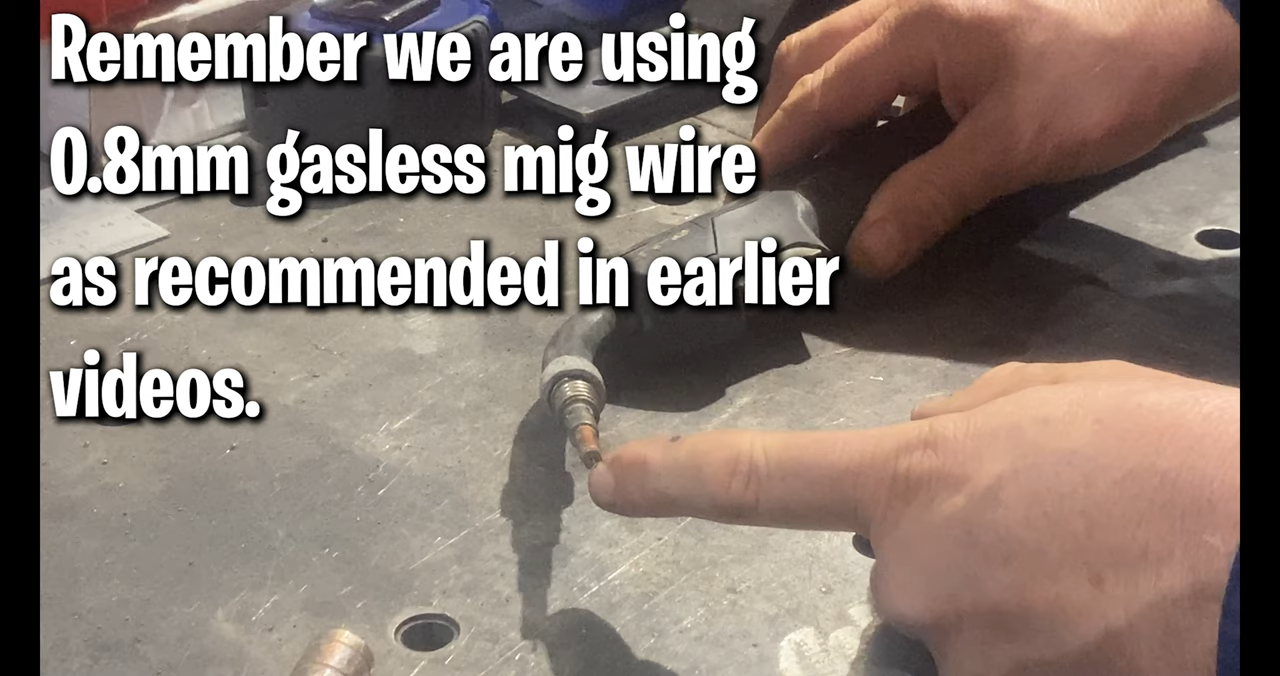 Remember we are using
0.8mm gasless mig wire
as recommended in earlier
videos.